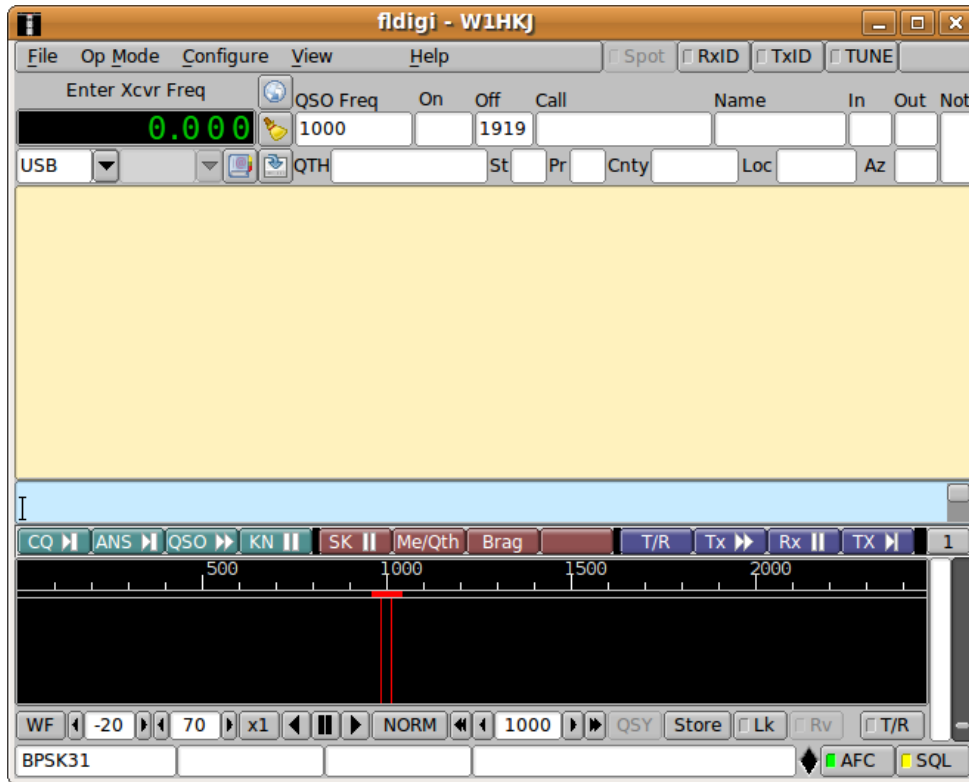 fldigi - W1HKJ
File Op Mode Configure View Help Spot RxID TxID TUNE
Enter Xcvr Freq QSO Freq On Off Call Name In Out Not
0.000 1000 1919
USB QTH St Pr Cnty Loc Az
CQ ANS QSO KN SK Me/Qth Brag T/R Tx Rx TX 1
500 1000 1500 2000
WF -20 70 x1 NORM 1000 QSY Store Lk Rv T/R
BPSK31 AFC SQL